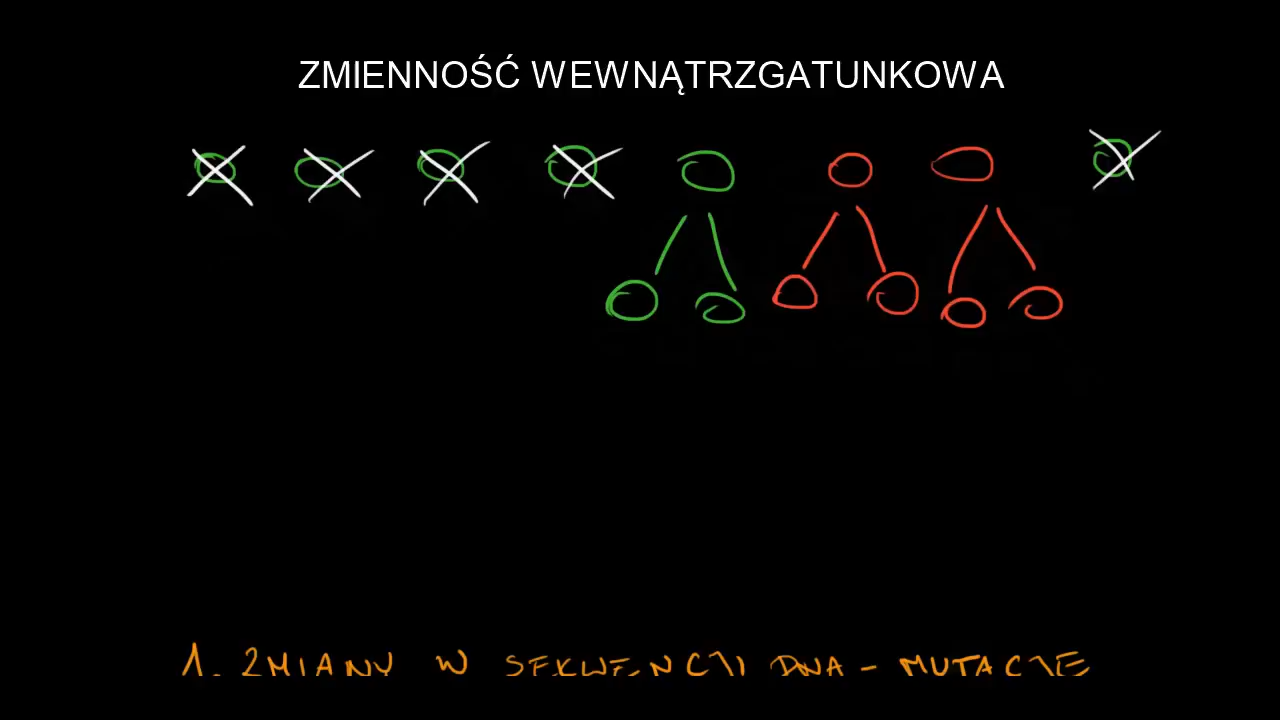 ZMIENNOŚĆ WEWNĄTRZGATUNKOWA
1. ZMIANY W SEKWENCJI DNA - MUTACJE